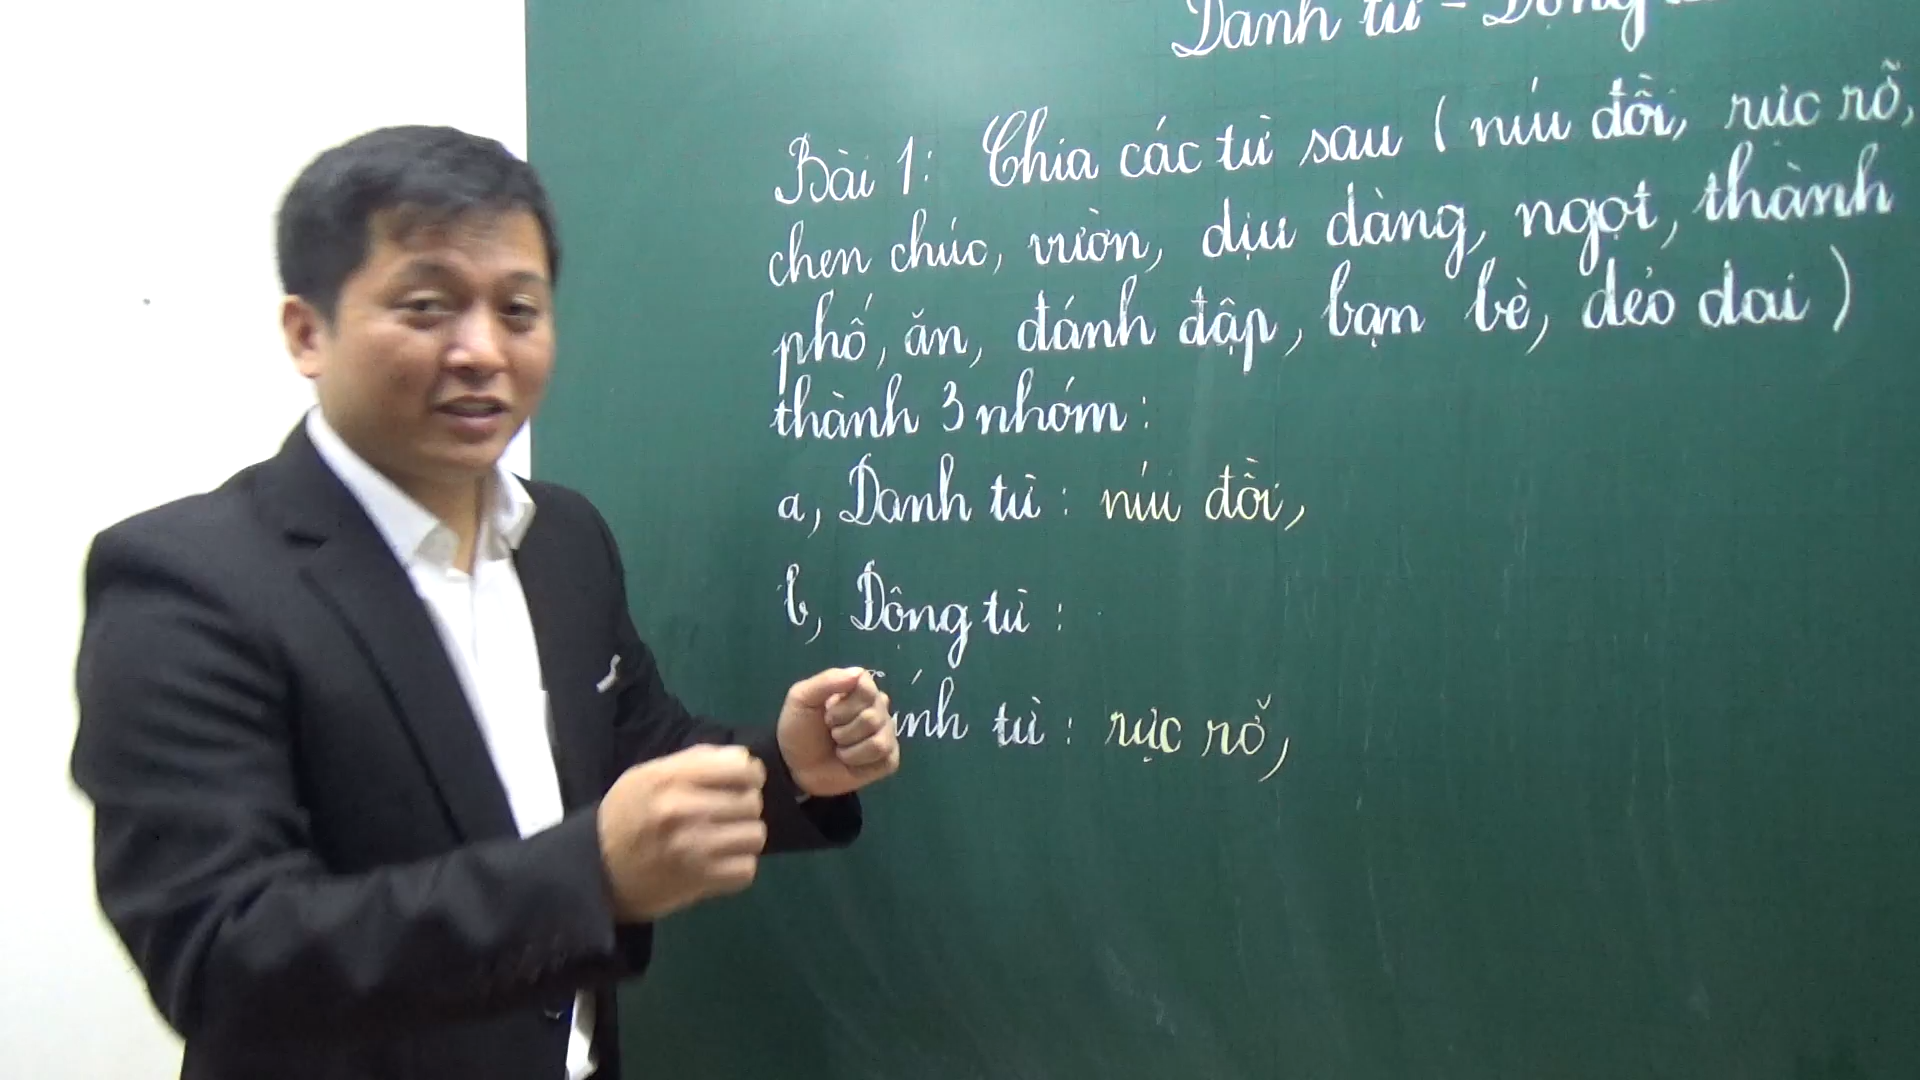 Danh từ - Động
Bài 1: Chia các từ sau ( núi đồi, rực rỡ,
chen chúc, vườn, dịu dàng, ngọt, thành
phố, ăn, đánh đập, bạn bè, dẻo dai )
thành 3 nhóm:
a, Danh từ : núi đồi,
b, Động từ :
từ : rực rỡ,